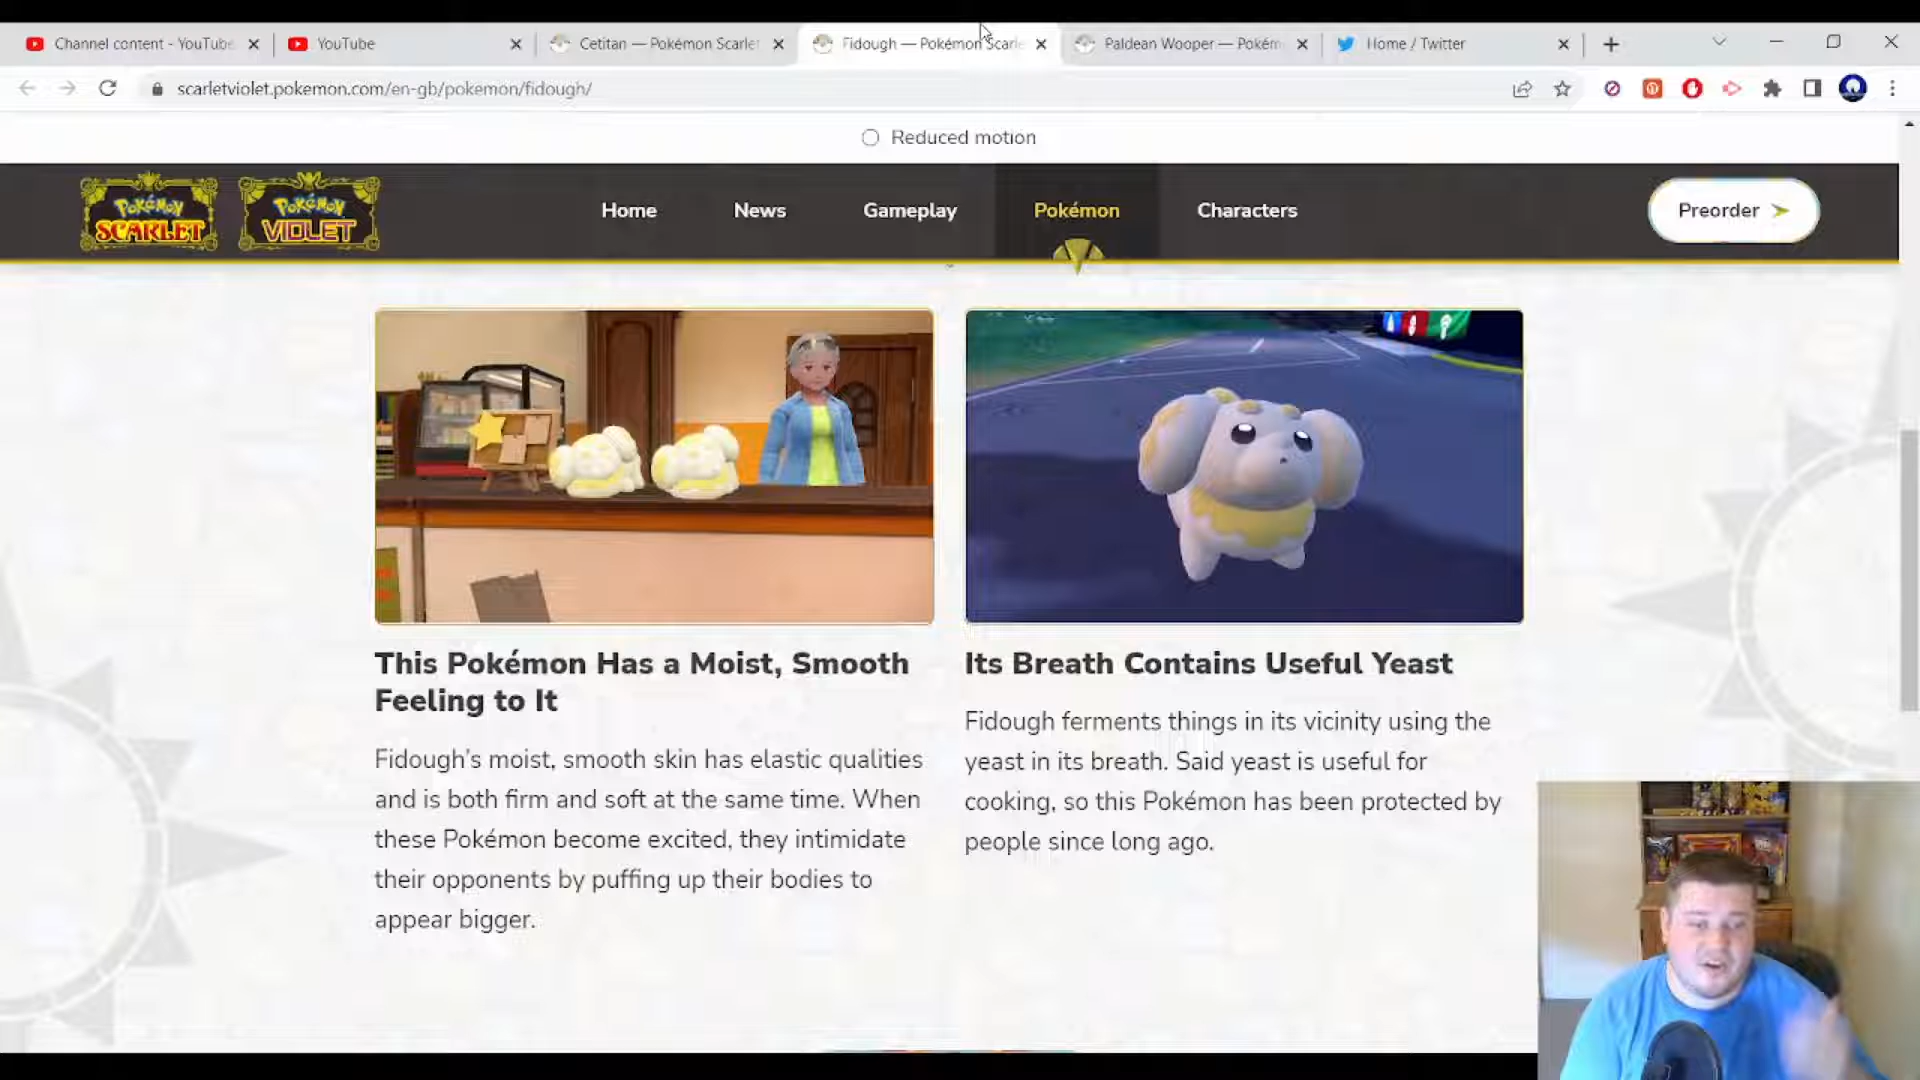 Channel content - YouTube
YouTube
Cetitan — Pokémon Scarlet
Fidough — Pokémon Scarle
Paldean Wooper — Pokém
Home / Twitter
scarletviolet.pokemon.com/en-gb/pokemon/fidough/
Reduced motion
POKÉMON SCARLET
POKÉMON VIOLET
Home
News
Gameplay
Pokémon
Characters
Preorder
This Pokémon Has a Moist, Smooth
Feeling to It
Fidough's moist, smooth skin has elastic qualities
and is both firm and soft at the same time. When
these Pokémon become excited, they intimidate
their opponents by puffing up their bodies to
appear bigger.
Its Breath Contains Useful Yeast
Fidough ferments things in its vicinity using the
yeast in its breath. Said yeast is useful for
cooking, so this Pokémon has been protected by
people since long ago.